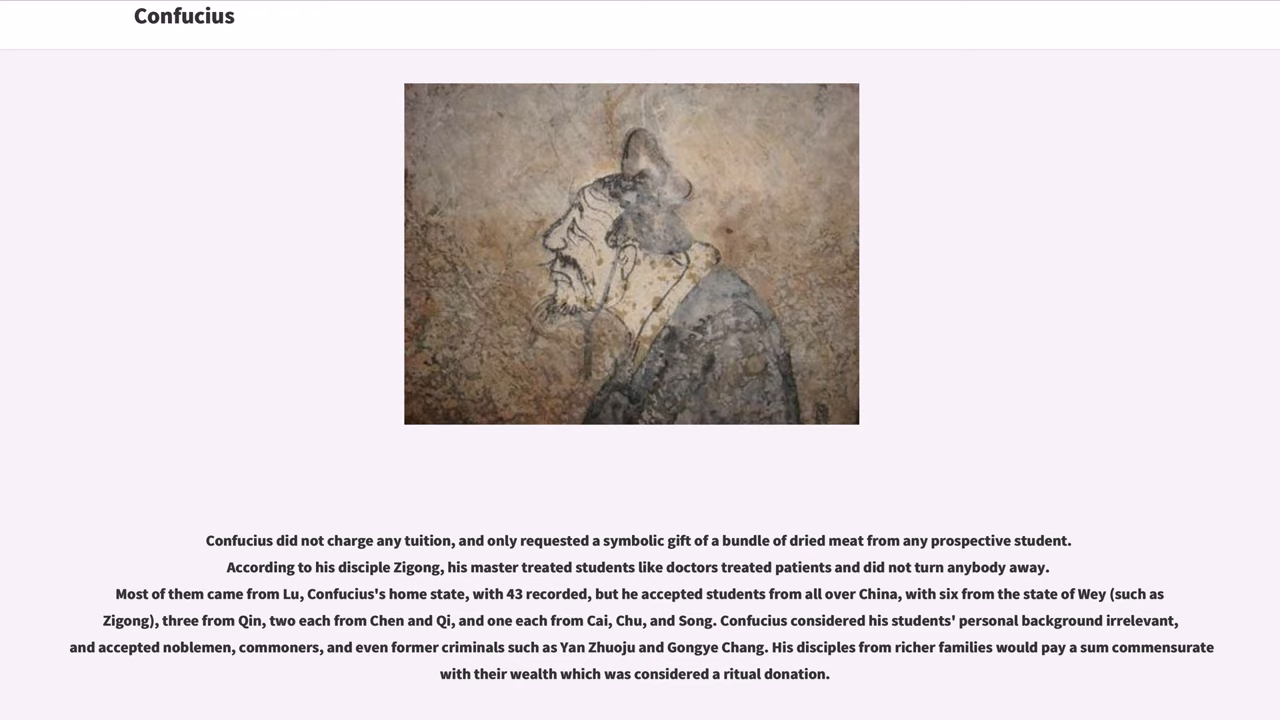 Confucius
Confucius did not charge any tuition, and only requested a symbolic gift of a bundle of dried meat from any prospective student.
According to his disciple Zigong, his master treated students like doctors treated patients and did not turn anybody away.
Most of them came from Lu, Confucius's home state, with 43 recorded, but he accepted students from all over China, with six from the state of Wey (such as
Zigong), three from Qin, two each from Chen and Qi, and one each from Cai, Chu, and Song. Confucius considered his students' personal background irrelevant,
and accepted noblemen, commoners, and even former criminals such as Yan Zhuoju and Gongye Chang. His disciples from richer families would pay a sum commensurate
with their wealth which was considered a ritual donation.